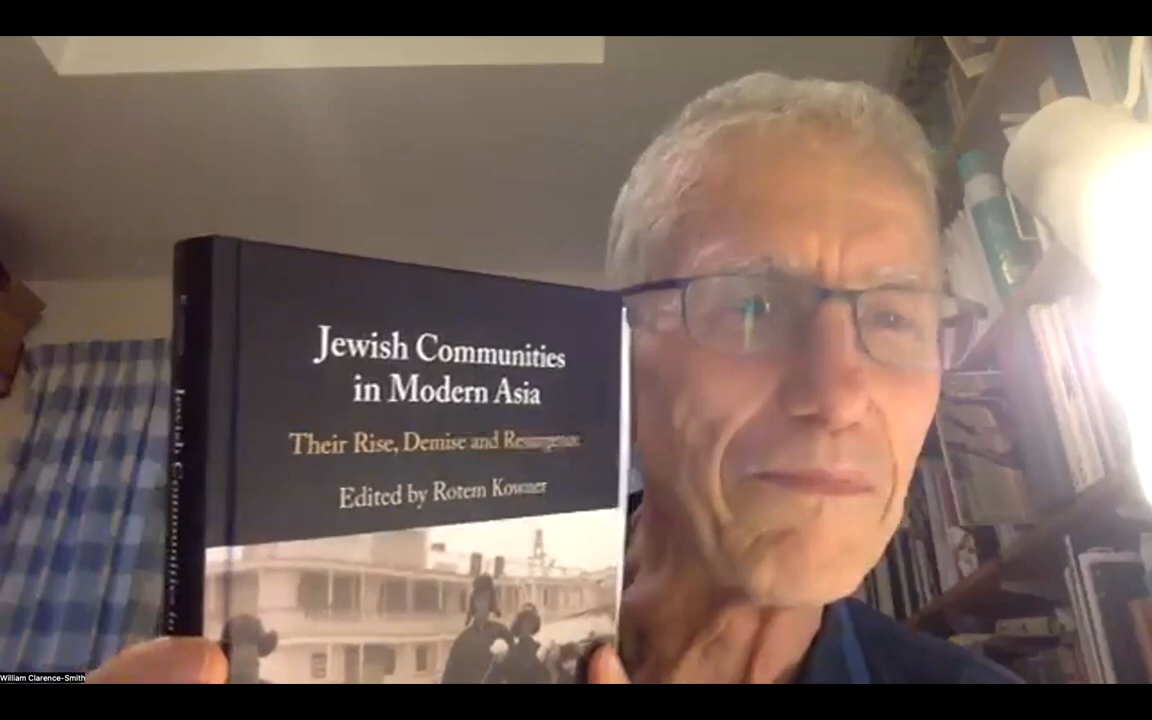 Jewish Communities
in Modern Asia
Their Rise, Demise and Resurgence
Edited by Rotem Kowner
Jewish Communities in
William Clarence-Smith